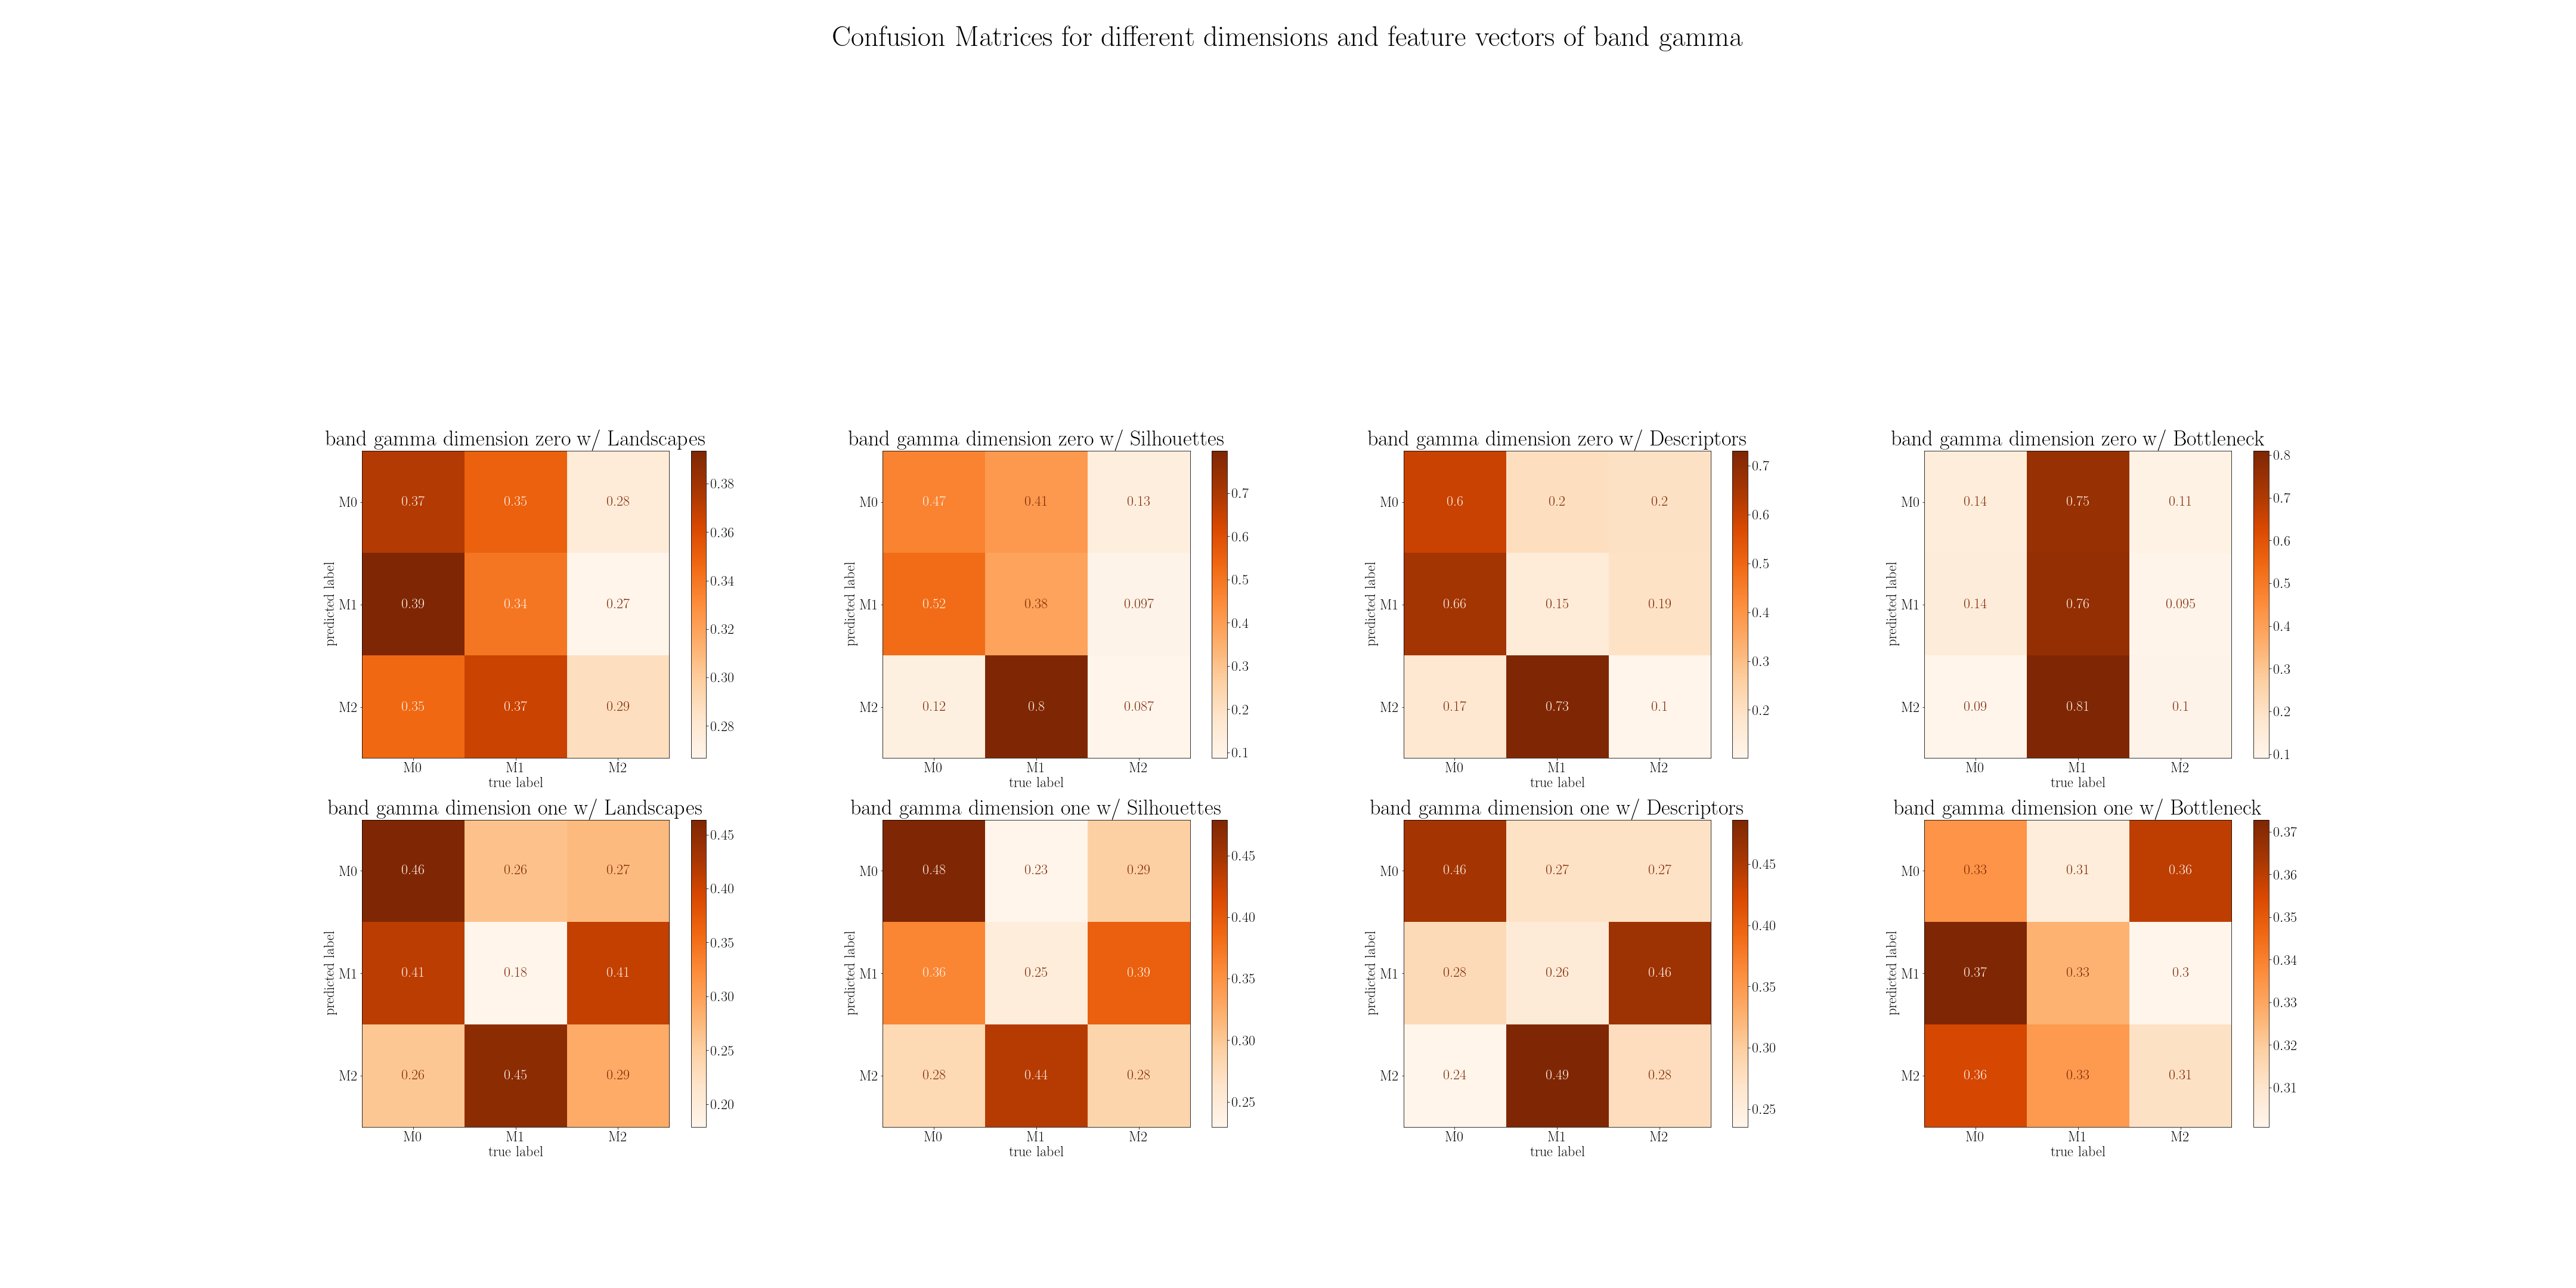 Confusion Matrices for different dimensions and feature vectors of band gamma
band gamma dimension zero w/ Landscapes
predicted label
M0 0.37 0.35 0.28
M1 0.39 0.34 0.27
M2 0.35 0.37 0.29
M0 M1 M2
true label
0.38
0.36
0.34
0.32
0.30
0.28
band gamma dimension zero w/ Silhouettes
predicted label
M0 0.47 0.41 0.13
M1 0.52 0.38 0.097
M2 0.12 0.8 0.087
M0 M1 M2
true label
0.7
0.6
0.5
0.4
0.3
0.2
0.1
band gamma dimension zero w/ Descriptors
predicted label
M0 0.6 0.2 0.2
M1 0.66 0.15 0.19
M2 0.17 0.73 0.1
M0 M1 M2
true label
0.7
0.6
0.5
0.4
0.3
0.2
band gamma dimension zero w/ Bottleneck
predicted label
M0 0.14 0.75 0.11
M1 0.14 0.76 0.095
M2 0.09 0.81 0.1
M0 M1 M2
true label
0.8
0.7
0.6
0.5
0.4
0.3
0.2
0.1
band gamma dimension one w/ Landscapes
predicted label
M0 0.46 0.26 0.27
M1 0.41 0.18 0.41
M2 0.26 0.45 0.29
M0 M1 M2
true label
0.45
0.40
0.35
0.30
0.25
0.20
band gamma dimension one w/ Silhouettes
predicted label
M0 0.48 0.23 0.29
M1 0.36 0.25 0.39
M2 0.28 0.44 0.28
M0 M1 M2
true label
0.45
0.40
0.35
0.30
0.25
band gamma dimension one w/ Descriptors
predicted label
M0 0.46 0.27 0.27
M1 0.28 0.26 0.46
M2 0.24 0.49 0.28
M0 M1 M2
true label
0.45
0.40
0.35
0.30
0.25
band gamma dimension one w/ Bottleneck
predicted label
M0 0.33 0.31 0.36
M1 0.37 0.33 0.3
M2 0.36 0.33 0.31
M0 M1 M2
true label
0.37
0.36
0.35
0.34
0.33
0.32
0.31